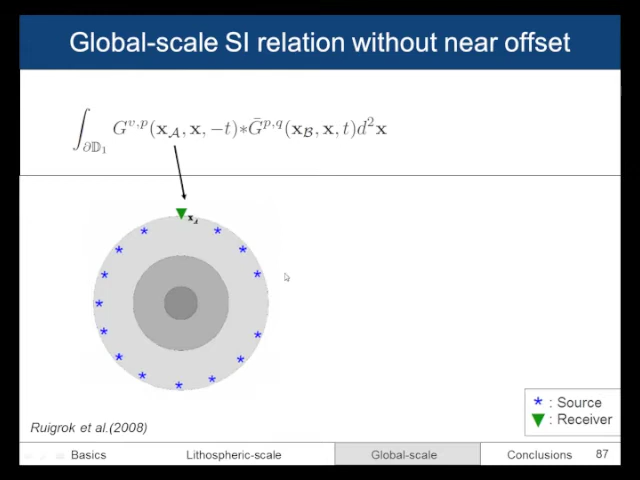 Global-scale SI relation without near offset
∫∂𝔻₁ G^{v,p}(x_𝒜, x, −t)∗Ḡ^{p,q}(x_ℬ, x, t)d²x
x_𝒜
* : Source
▼ : Receiver
Ruigrok et al.(2008)
Basics Lithospheric-scale Global-scale Conclusions 87